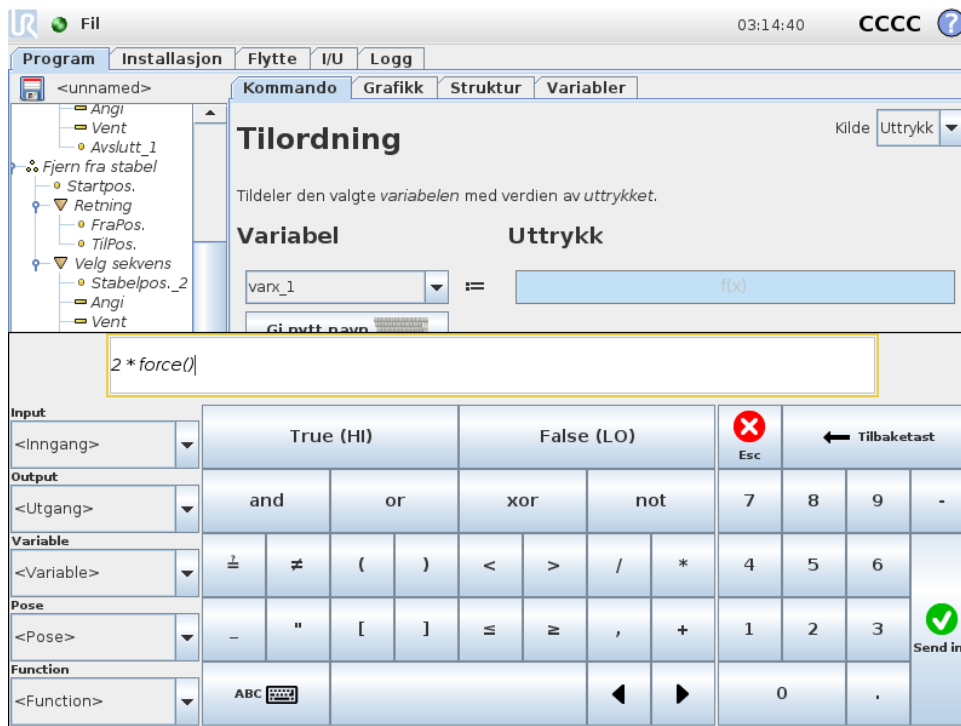 UR Fil 03:14:40 CCCC ?
Program Installasjon Flytte I/U Logg
<unnamed> Kommando Grafikk Struktur Variabler
Angi
Vent
Avslutt_1
Fjern fra stabel
Startpos.
Retning
FraPos.
TilPos.
Velg sekvens
Stabelpos._2
Angi
Vent
Tilordning
Kilde Uttrykk
Tildeler den valgte variabelen med verdien av uttrykket.
Variabel Uttrykk
varx_1 := f(x)
Gi nytt navn
2 * force()
Input
<Inngang>
Output
<Utgang>
Variable
<Variable>
Pose
<Pose>
Function
<Function>
True (HI) False (LO) Esc Tilbaketast
and or xor not 7 8 9 -
≟ ≠ ( ) < > / * 4 5 6
_ " [ ] ≤ ≥ , + 1 2 3 Send in
ABC 0 .